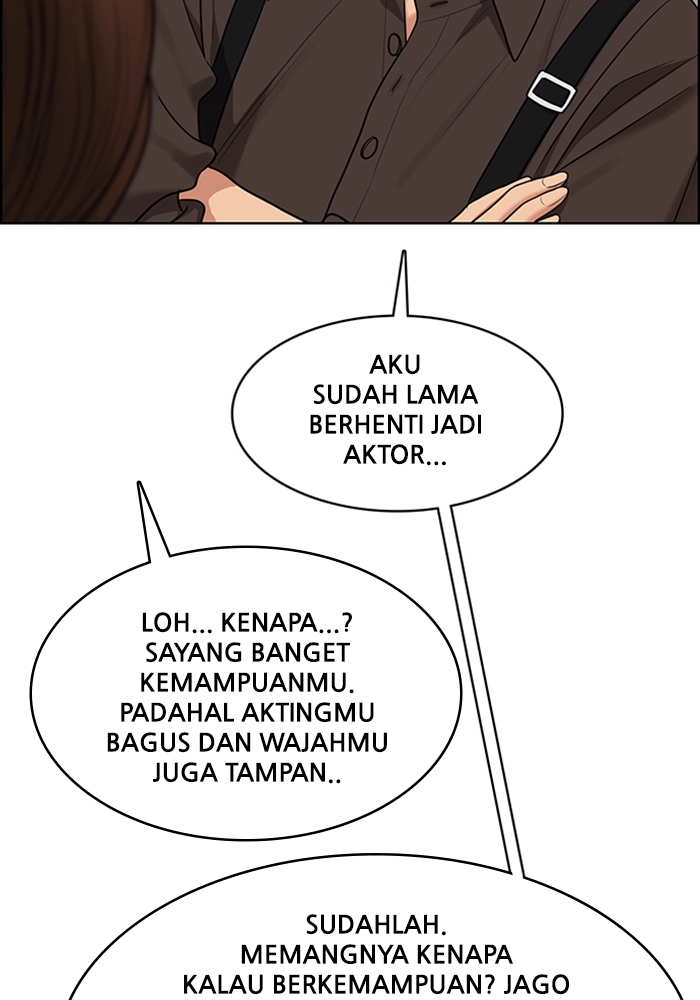 AKU
SUDAH LAMA
BERHENTI JADI
AKTOR...
LOH... KENAPA...?
SAYANG BANGET
KEMAMPUANMU.
PADAHAL AKTINGMU
BAGUS DAN WAJAHMU
JUGA TAMPAN..
SUDAHLAH.
MEMANGNYA KENAPA
KALAU BERKEMAMPUAN? JAGO